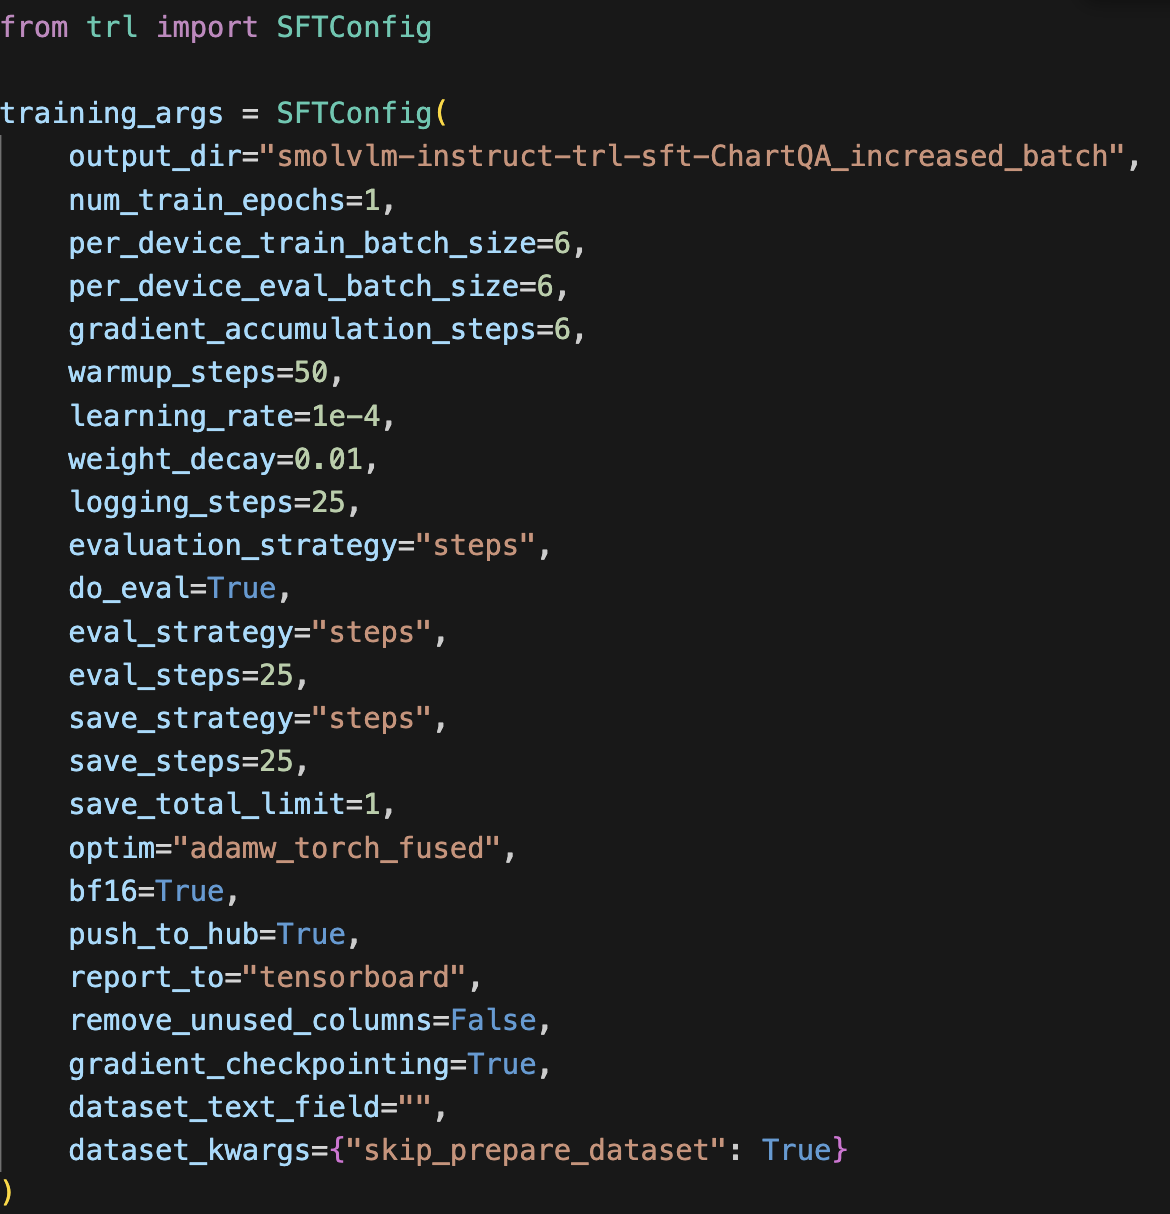 from trl import SFTConfig

training_args = SFTConfig(
    output_dir="smolvlm-instruct-trl-sft-ChartQA_increased_batch",
    num_train_epochs=1,
    per_device_train_batch_size=6,
    per_device_eval_batch_size=6,
    gradient_accumulation_steps=6,
    warmup_steps=50,
    learning_rate=1e-4,
    weight_decay=0.01,
    logging_steps=25,
    evaluation_strategy="steps",
    do_eval=True,
    eval_strategy="steps",
    eval_steps=25,
    save_strategy="steps",
    save_steps=25,
    save_total_limit=1,
    optim="adamw_torch_fused",
    bf16=True,
    push_to_hub=True,
    report_to="tensorboard",
    remove_unused_columns=False,
    gradient_checkpointing=True,
    dataset_text_field="",
    dataset_kwargs={"skip_prepare_dataset": True}
)